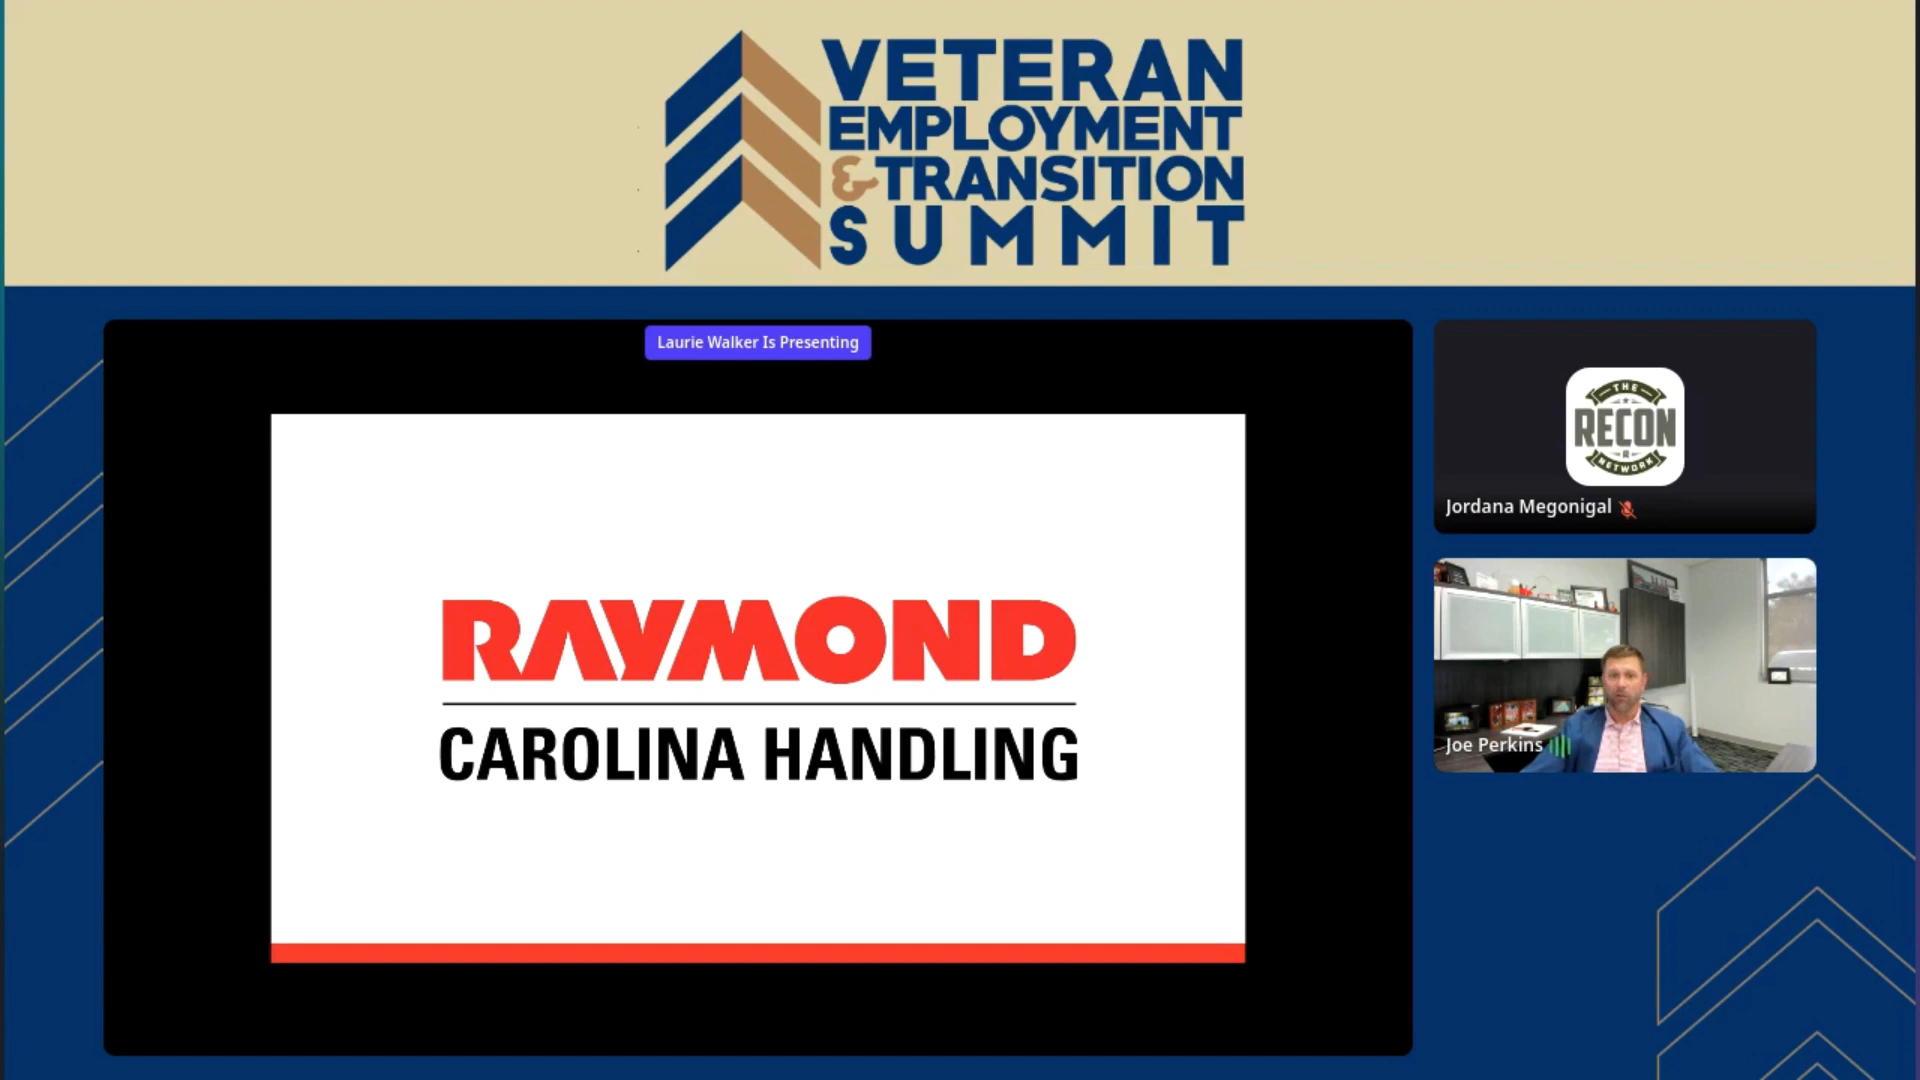 VETERAN
EMPLOYMENT
&TRANSITION
SUMMIT
Laurie Walker Is Presenting
RAYMOND
CAROLINA HANDLING
THE
RECON
R
NETWORK
Jordana Megonigal
Joe Perkins